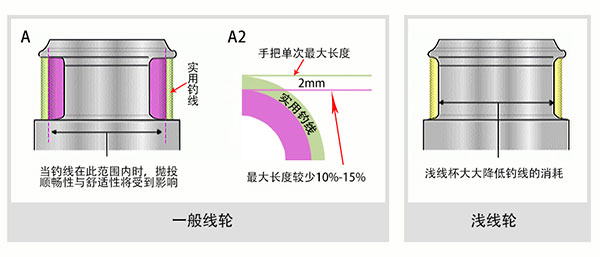 A
实用钓线
当钓线在此范围内时，抛投
顺畅性与舒适性将受到影响
A2
手把单次最大长度
2mm
实用钓线
最大长度较少10%-15%
一般线轮
浅线杯大大降低钓线的消耗
浅线轮